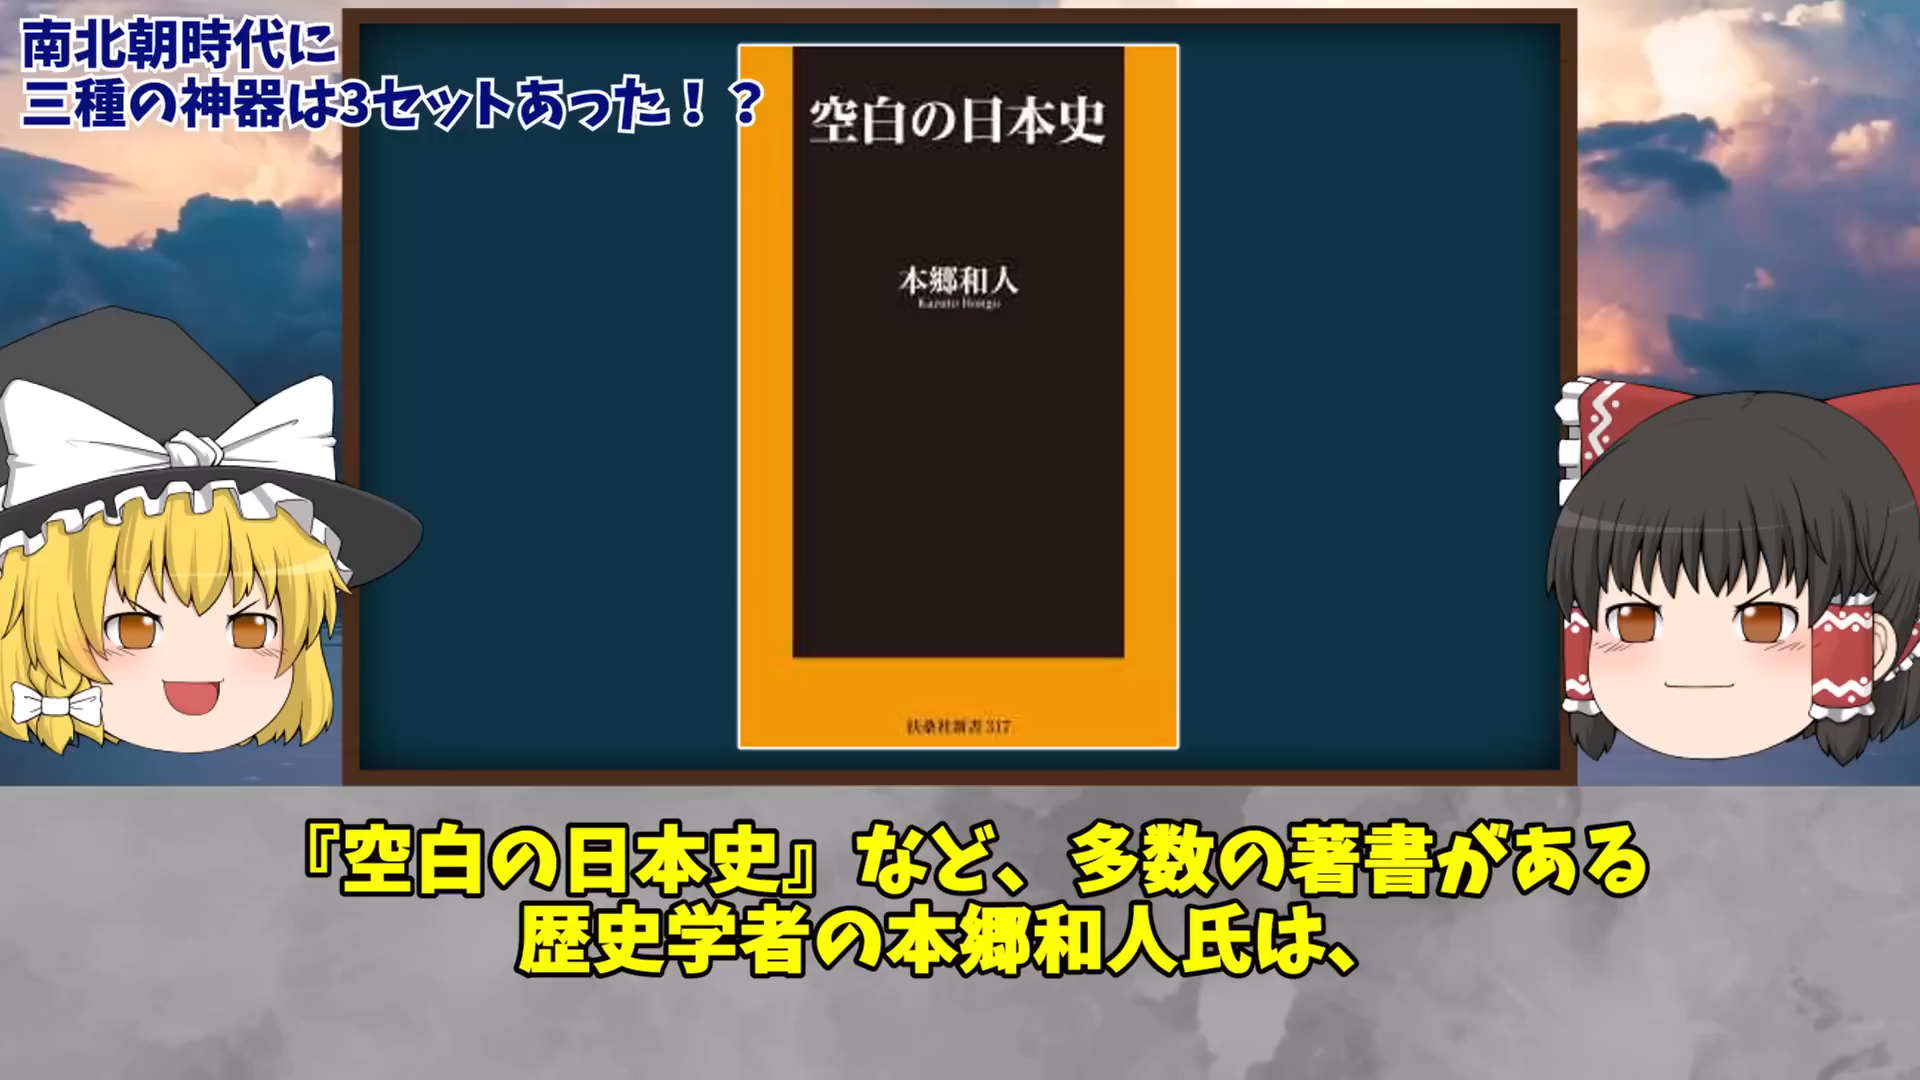 南北朝時代に
三種の神器は3セットあった！？
空白の日本史
本郷和人
Kazuto Hongo
扶桑社新書 317
『空白の日本史』など、多数の著書がある
歴史学者の本郷和人氏は、